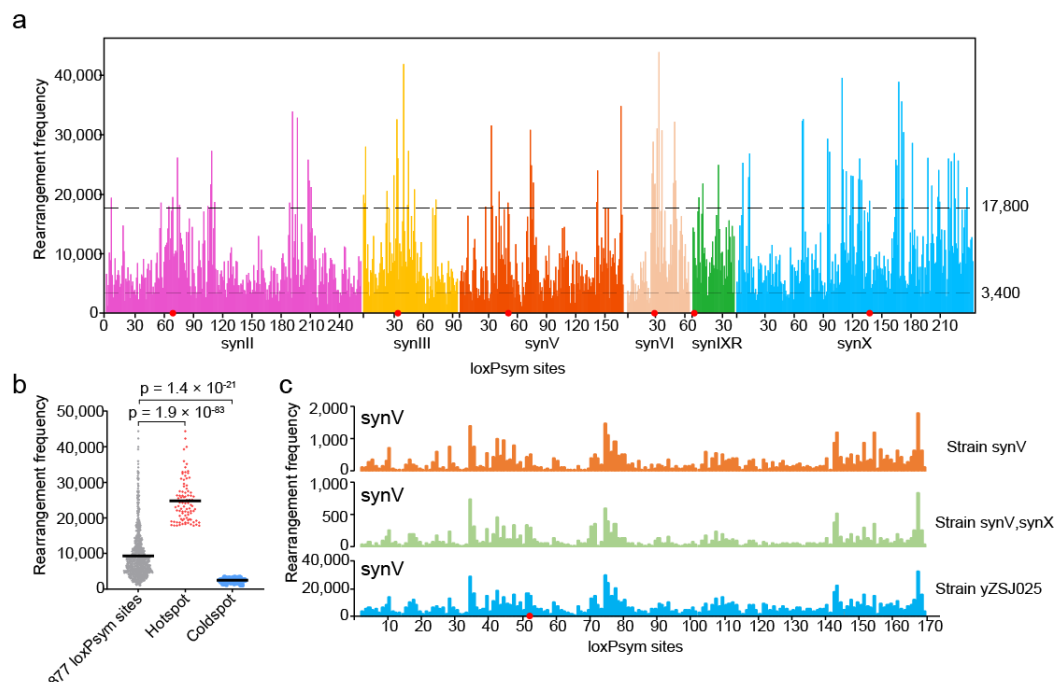 a
Rearrangement frequency
40,000
30,000
20,000
10,000
0
17,800
3,400
0 30 60 90 120 150 180 210 240 30 60 90 30 60 90 120 150 30 60 30 30 60 90 120 150 180 210
synII synIII synV synVI synIXR synX
loxPsym sites
b
p = 1.4 × 10⁻²¹
p = 1.9 × 10⁻⁸³
Rearrangement frequency
50,000
40,000
30,000
20,000
10,000
0
877 loxPsym sites
Hotspot
Coldspot
c
Rearrangement frequency
synV
2,000
1,000
0
Strain synV
synV
1,000
500
0
Strain synV,synX
synV
40,000
20,000
0
Strain yZSJ025
10 20 30 40 50 60 70 80 90 100 110 120 130 140 150 160 170
loxPsym sites